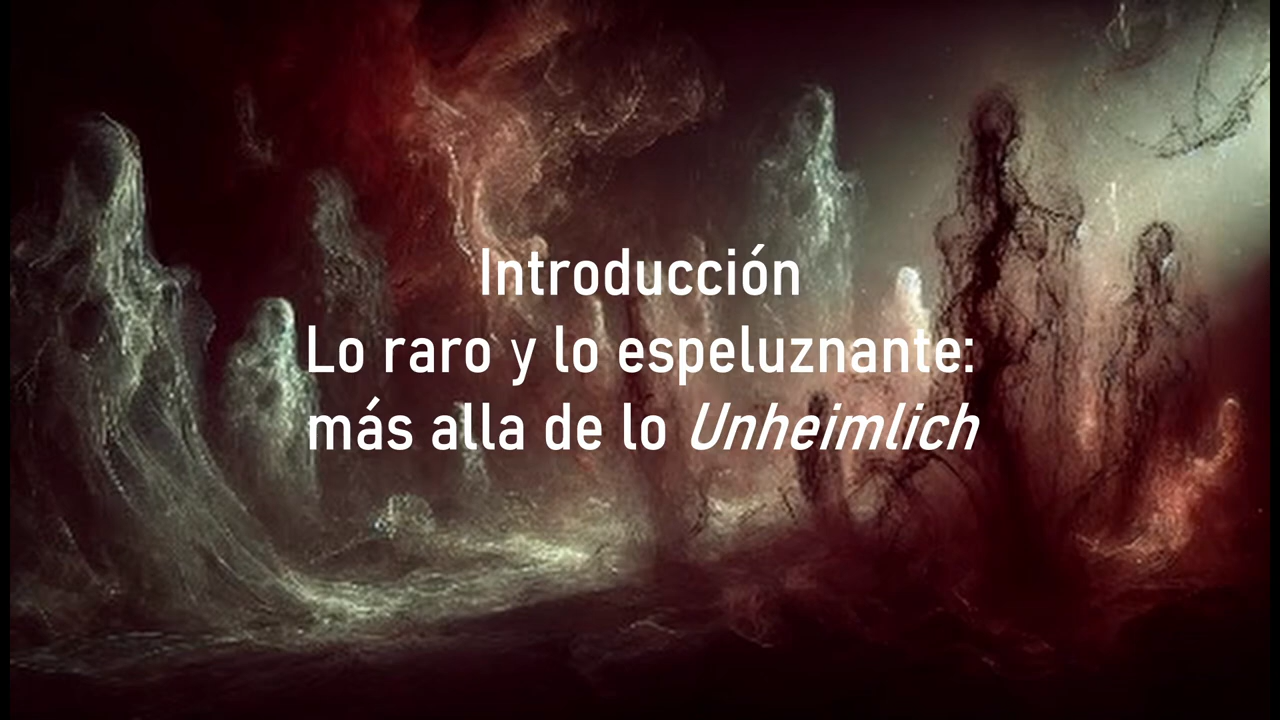 Introducción
Lo raro y lo espeluznante:
más alla de lo Unheimlich